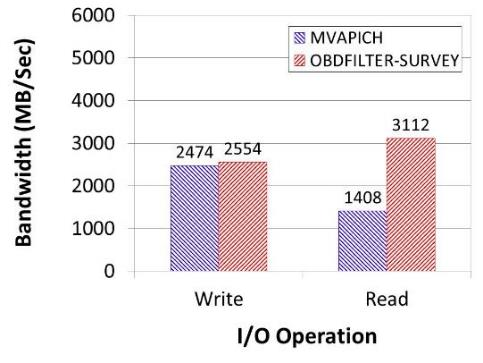 Bandwidth (MB/Sec)
6000
5000
4000
3000
2000
1000
0
MVAPICH
OBDFILTER-SURVEY
2474
2554
1408
3112
Write
Read
I/O Operation